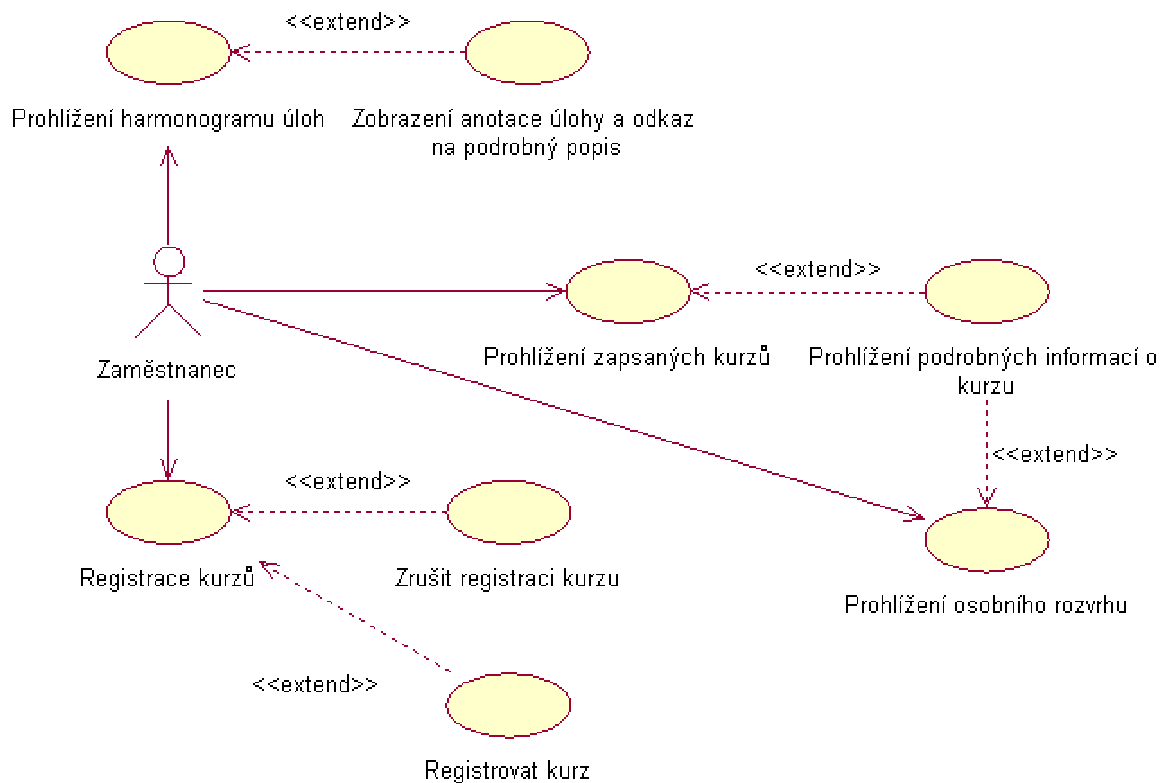 <<extend>>
Prohlížení harmonogramu úloh
Zobrazení anotace úlohy a odkaz
na podrobný popis
<<extend>>
Zaměstnanec
Prohlížení zapsaných kurzů
Prohlížení podrobných informací o
kurzu
<<extend>>
<<extend>>
Registrace kurzů
Zrušit registraci kurzu
Prohlížení osobního rozvrhu
<<extend>>
Registrovat kurz